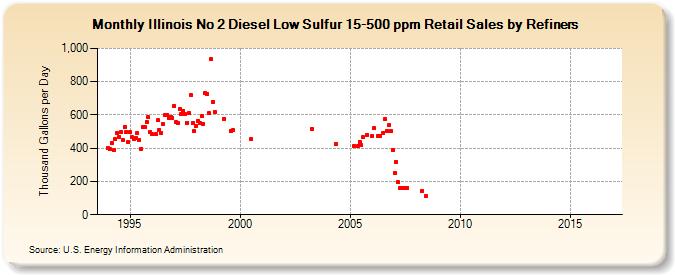 Monthly Illinois No 2 Diesel Low Sulfur 15-500 ppm Retail Sales by Refiners
Thousand Gallons per Day
1,000
800
600
400
200
0
1995 2000 2005 2010 2015
Source: U.S. Energy Information Administration